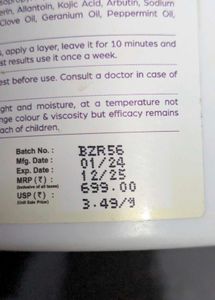 erin, Allantoin, Kojic Acid, Arbutin, Sodium
Clove Oil, Geranium Oil, Peppermint Oil,
s, apply a layer, leave it for 10 minutes and
st results use it once a week.
est before use. Consult a doctor in case of
ght and moisture, at a temperature not
nge colour & viscosity but efficacy remains
each of children.
Batch No : BZR56
Mfg. Date : 01/24
Exp. Date : 12/25
MRP (₹) : 699.00
(Inclusive of all taxes)
USP (₹) : 3.49/g
(Unit Sale Price)